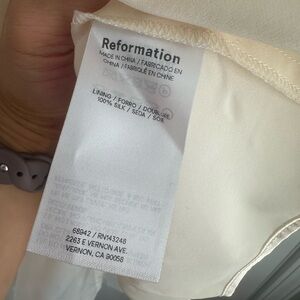 Reformation
MADE IN CHINA / FABRICADO EN
CHINA / FABRIQUÉ EN CHINE
LINING / FORRO / DOUBLURE
100% SILK / SEDA / SOIE
68942 / RN143248
2263 E VERNON AVE.
VERNON, CA 90058